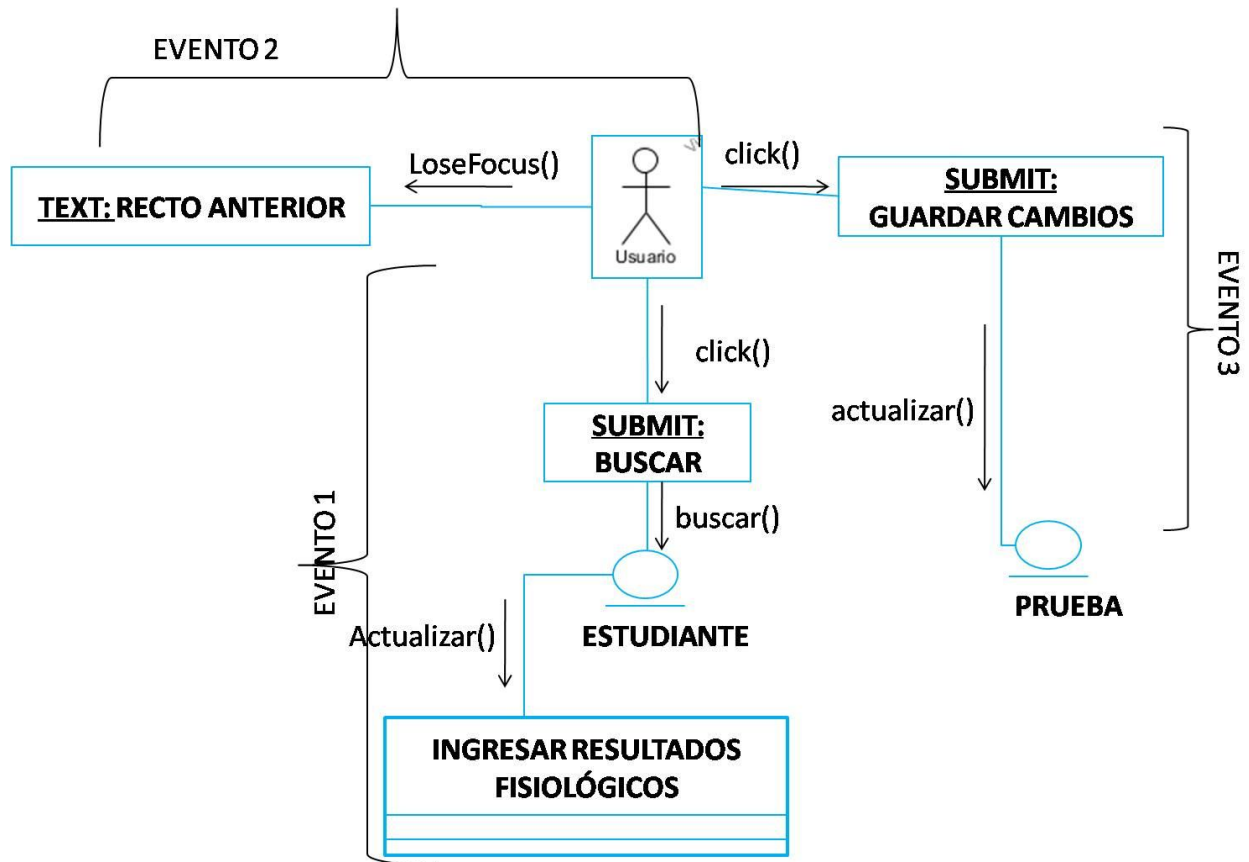 EVENTO 2
LoseFocus()
click()
TEXT: RECTO ANTERIOR
Usuario
SUBMIT:
GUARDAR CAMBIOS
EVENTO 3
click()
SUBMIT:
BUSCAR
actualizar()
buscar()
EVENTO 1
ESTUDIANTE
PRUEBA
Actualizar()
INGRESAR RESULTADOS
FISIOLÓGICOS